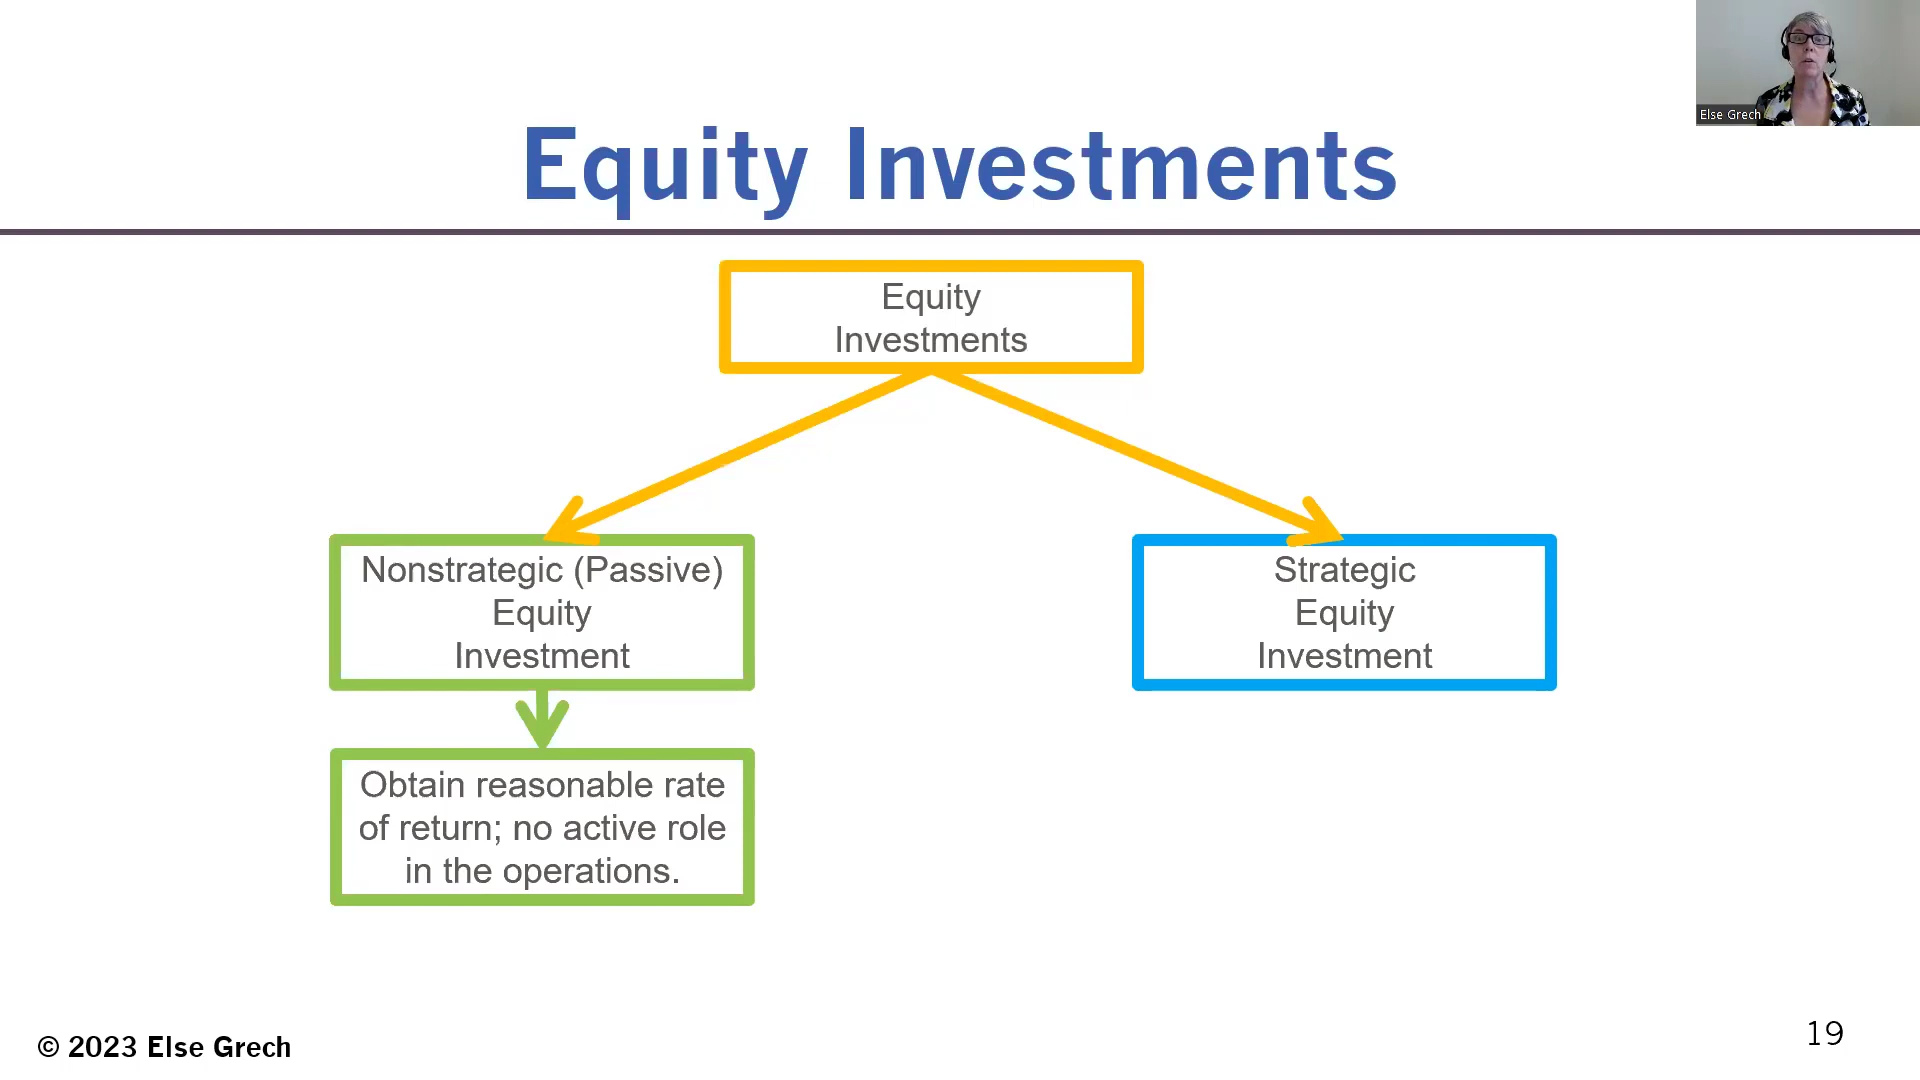 Else Grech
Equity Investments
Equity
Investments
Nonstrategic (Passive)
Equity
Investment
Strategic
Equity
Investment
Obtain reasonable rate
of return; no active role
in the operations.
© 2023 Else Grech
19